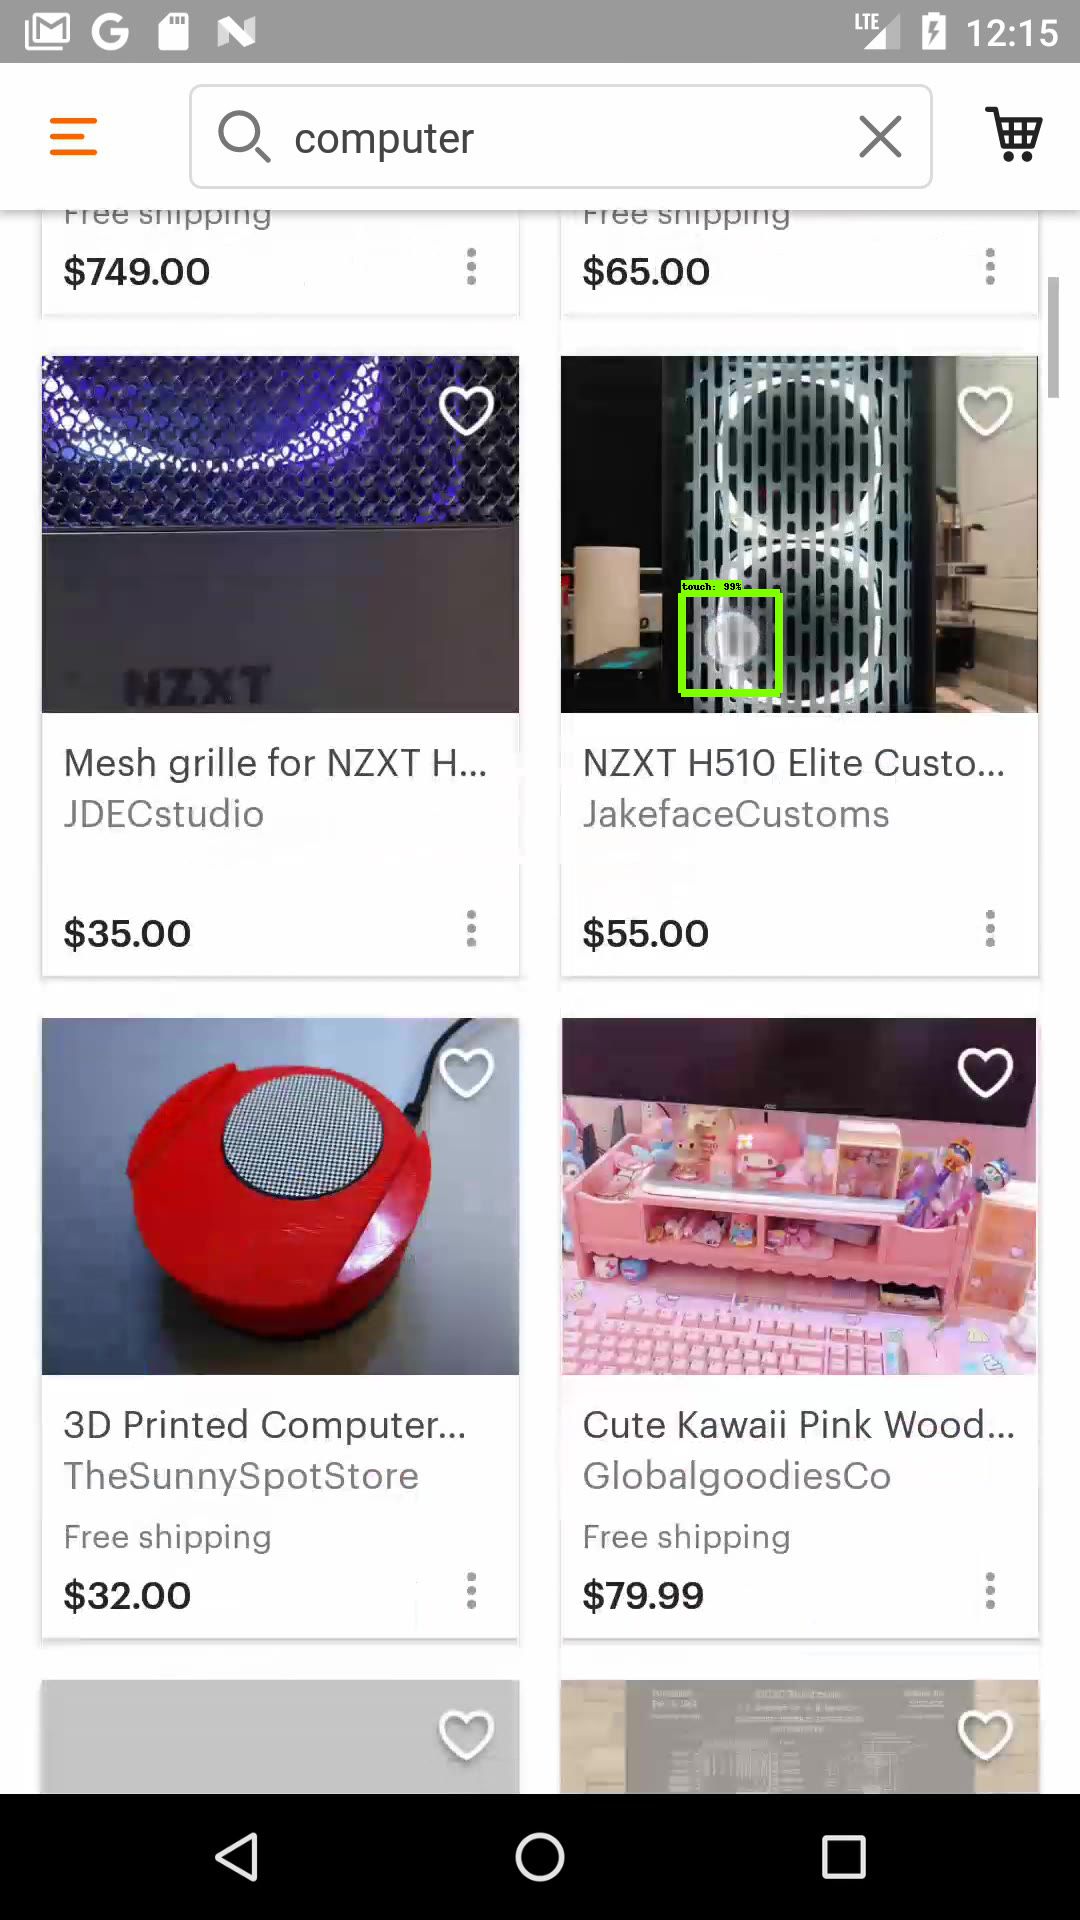 LTE 12:15
computer
Free shipping
$749.00
Free shipping
$65.00
NZXT
touch: 99%
Mesh grille for NZXT H...
JDECstudio
$35.00
NZXT H510 Elite Custo...
JakefaceCustoms
$55.00
3D Printed Computer...
TheSunnySpotStore
Free shipping
$32.00
Cute Kawaii Pink Wood...
GlobalgoodiesCo
Free shipping
$79.99